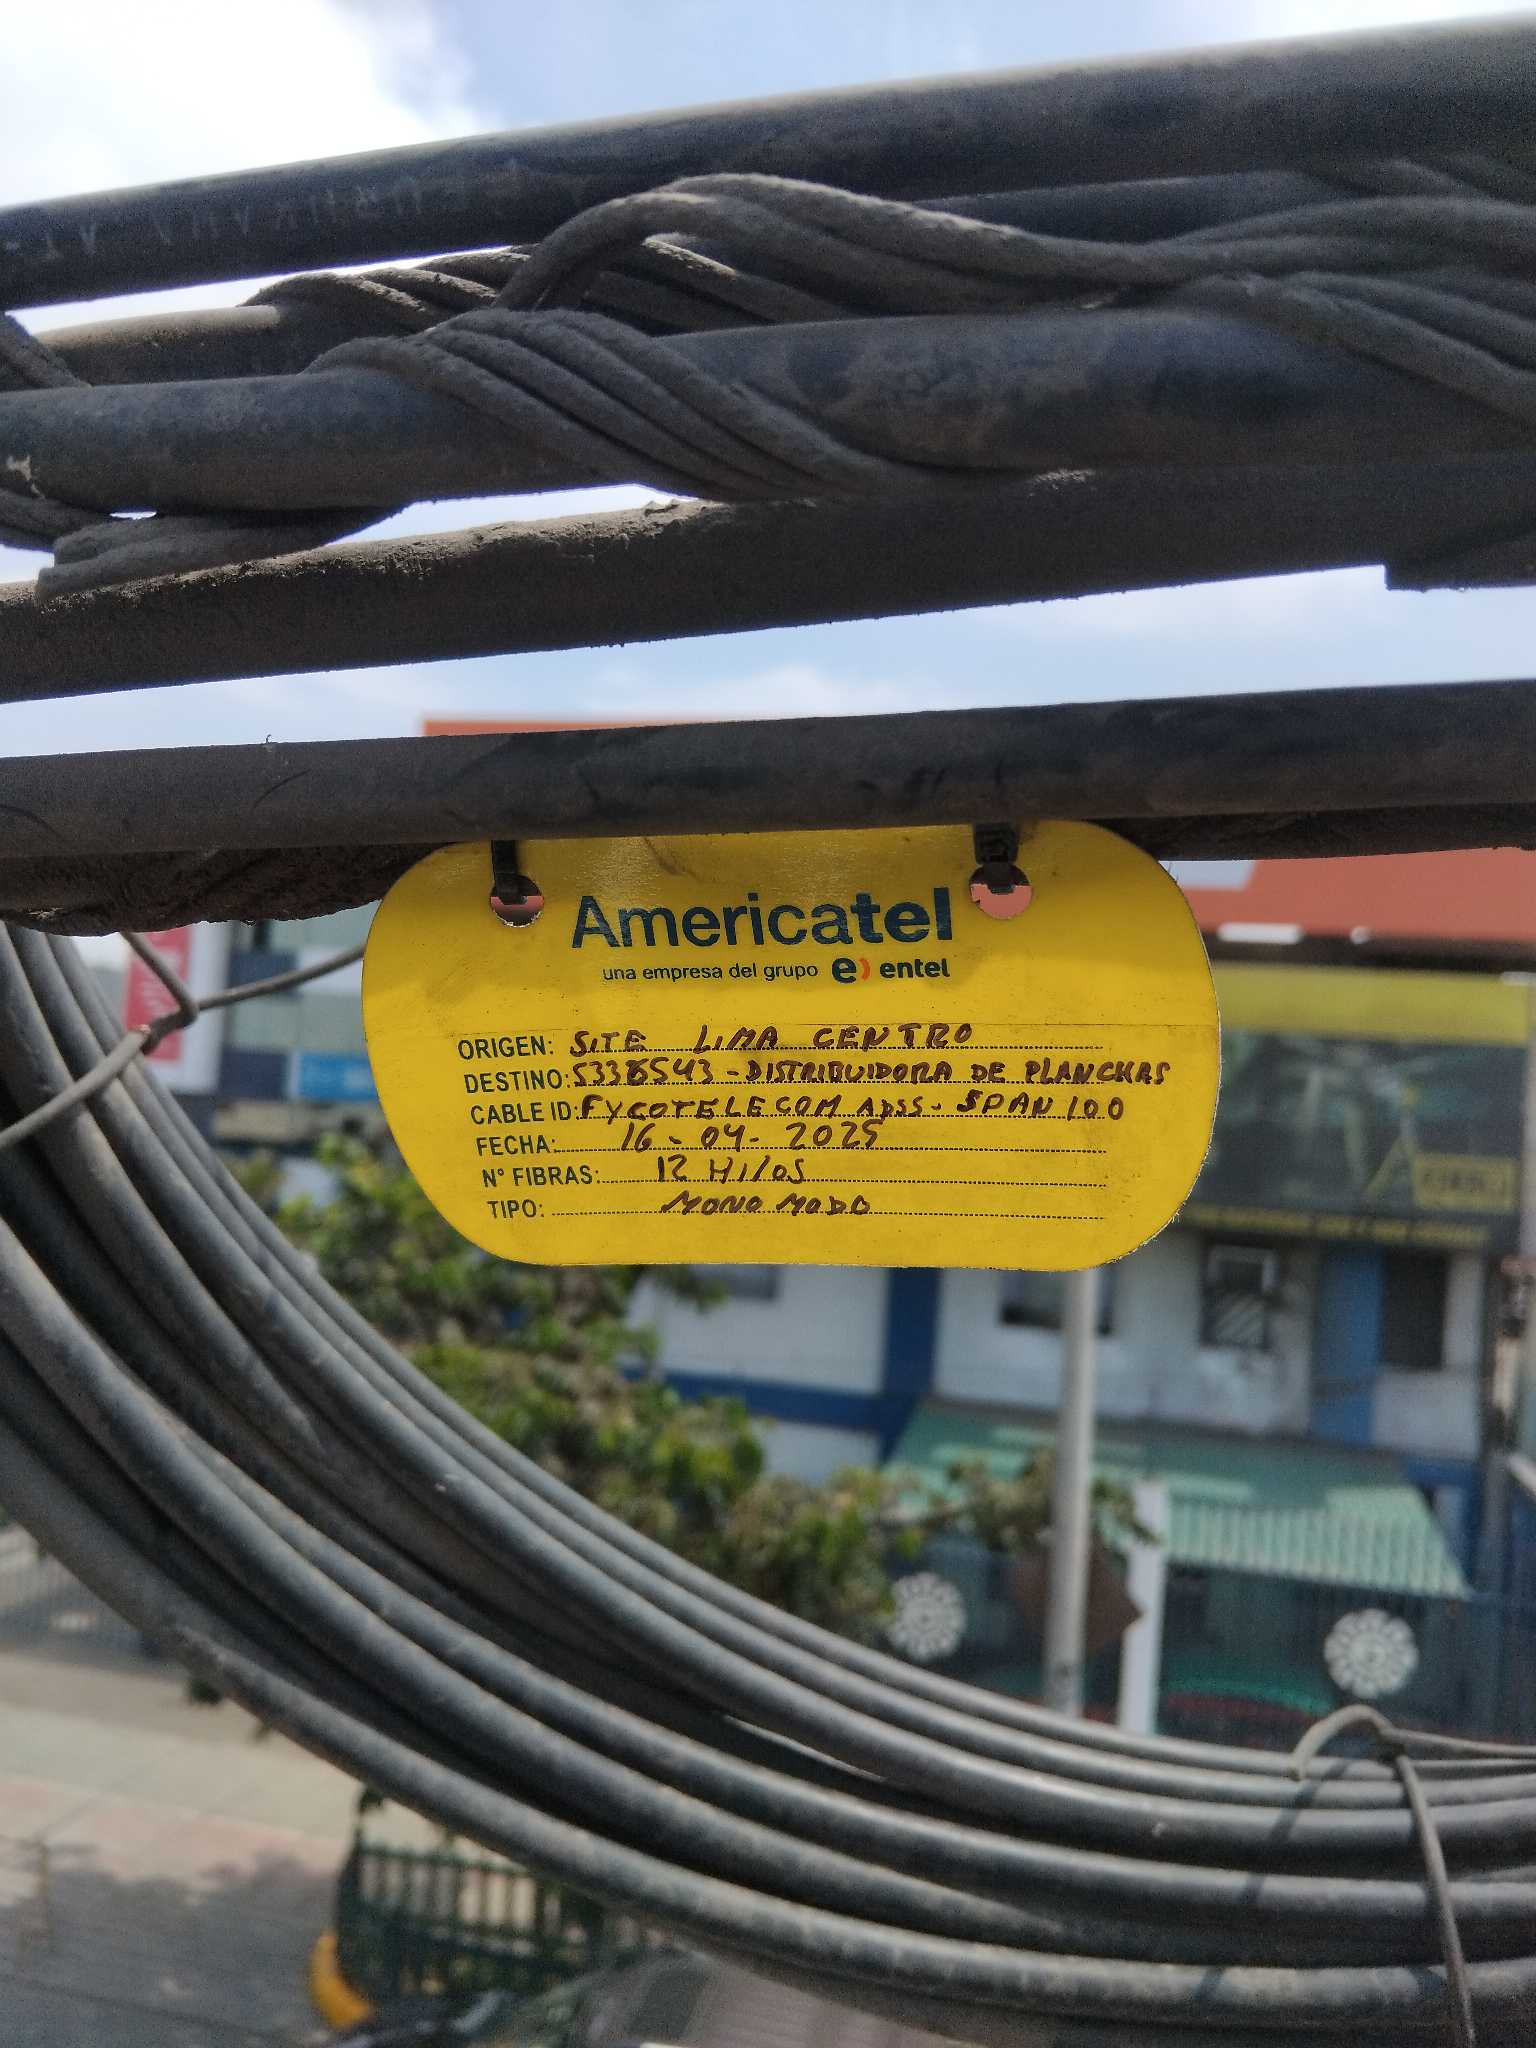 Americatel
una empresa del grupo e) entel
ORIGEN: SITE LIMA CENTRO
DESTINO: 5338543 - DISTRIBUIDORA DE PLANCHAS
CABLE ID: FYCOTELECOM ADSS - SPAN 100
FECHA: 16-04-2025
N° FIBRAS: 12 Hilos
TIPO: MONO MODO